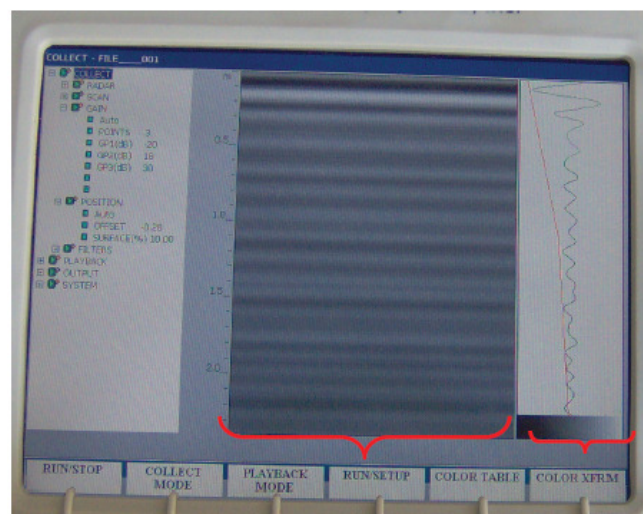 COLLECT - FILE____001
COLLECT
RADAR
SCAN
GAIN
Auto
POINTS 3
GP1(dB) -20
GP2(dB) 18
GP3(dB) 30
POSITION
AUTO
OFFSET -0.28
SURFACE(%) 10.00
FILTERS
PLAYBACK
OUTPUT
SYSTEM
ns
0.5
1.0
1.5
2.0
RUN/STOP
COLLECT
MODE
PLAYBACK
MODE
RUN/SETUP
COLOR TABLE
COLOR XFRM